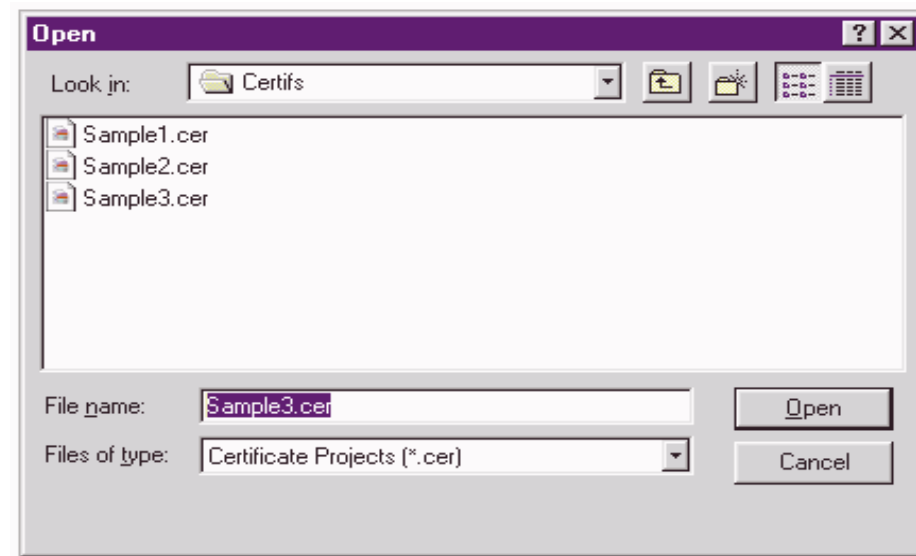 Open
Look in: Certifs
Sample1.cer
Sample2.cer
Sample3.cer
File name: Sample3.cer Open
Files of type: Certificate Projects (*.cer) Cancel